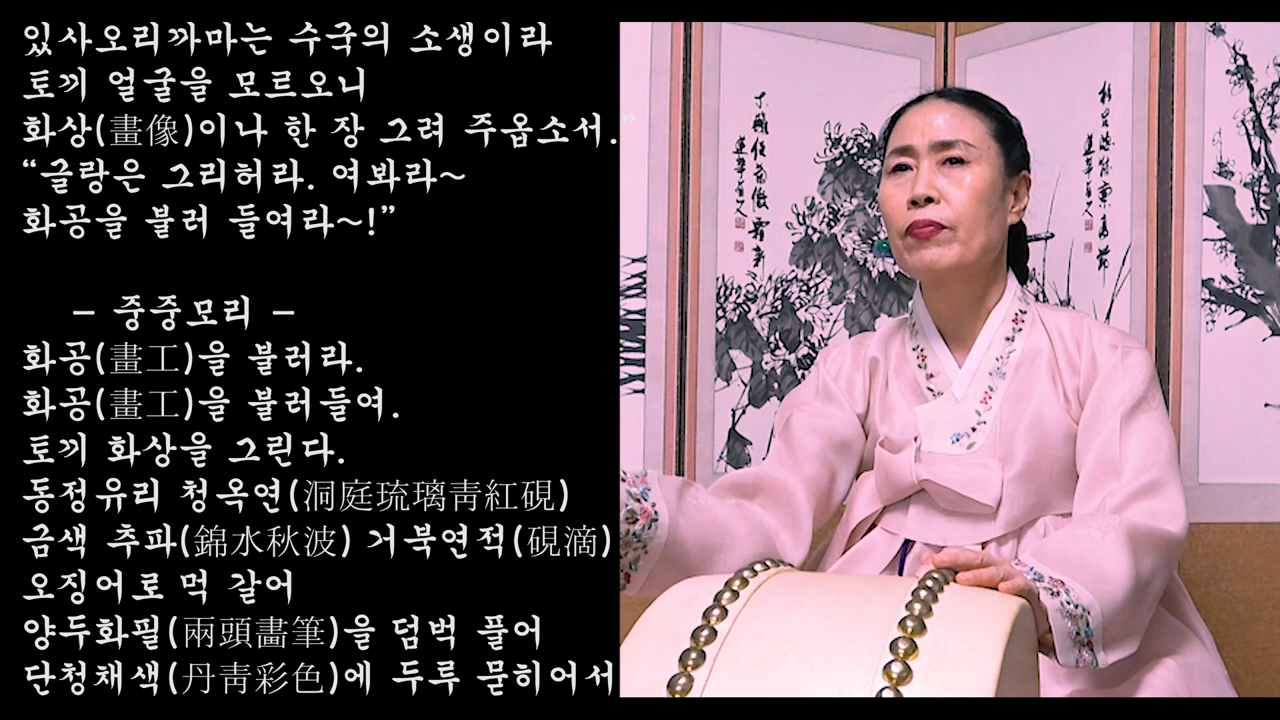 있사오리까마는 수국의 소생이라
토끼 얼굴을 모르오니
화상(畫像)이나 한 장 그려 주옵소서.”
“글랑은 그리허라. 여봐라~
화공을 불러 들여라~!”
– 중중모리 –
화공(畫工)을 불러라.
화공(畫工)을 불러들여.
토끼 화상을 그린다.
동정유리 청옥연(洞庭琉璃靑紅硯)
금색 추파(錦水秋波) 거북연적(硯滴)
오징어로 먹 갈어
양두화필(兩頭畵筆)을 덤벅 풀어
단청채색(丹靑彩色)에 두루 묻히어서